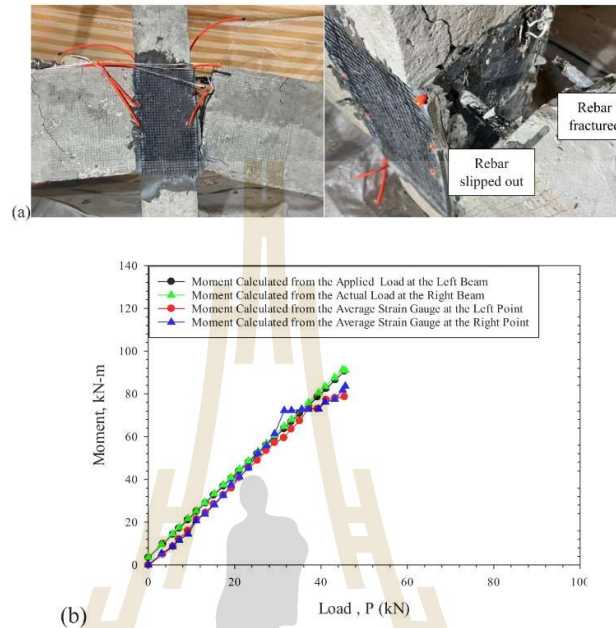 Rebar
fractured
Rebar
slipped out
(a)
140
Moment Calculated from the Applied Load at the Left Beam
Moment Calculated from the Actual Load at the Right Beam
Moment Calculated from the Average Strain Gauge at the Left Point
Moment Calculated from the Average Strain Gauge at the Right Point
120
100
80
60
40
20
0
Moment, kN-m
0 20 40 60 80 100
Load , P (kN)
(b)